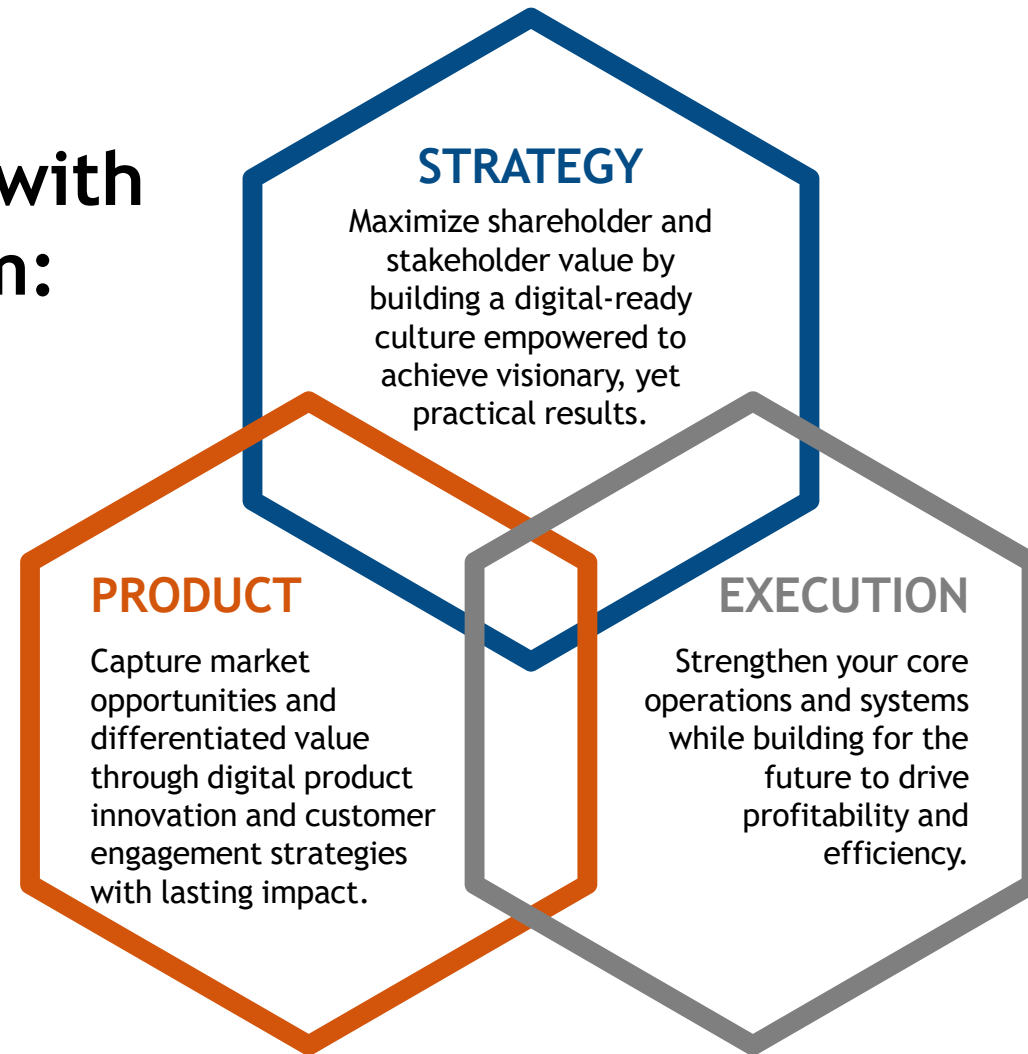 with
n:
STRATEGY
Maximize shareholder and
stakeholder value by
building a digital-ready
culture empowered to
achieve visionary, yet
practical results.
PRODUCT
Capture market
opportunities and
differentiated value
through digital product
innovation and customer
engagement strategies
with lasting impact.
EXECUTION
Strengthen your core
operations and systems
while building for the
future to drive
profitability and
efficiency.